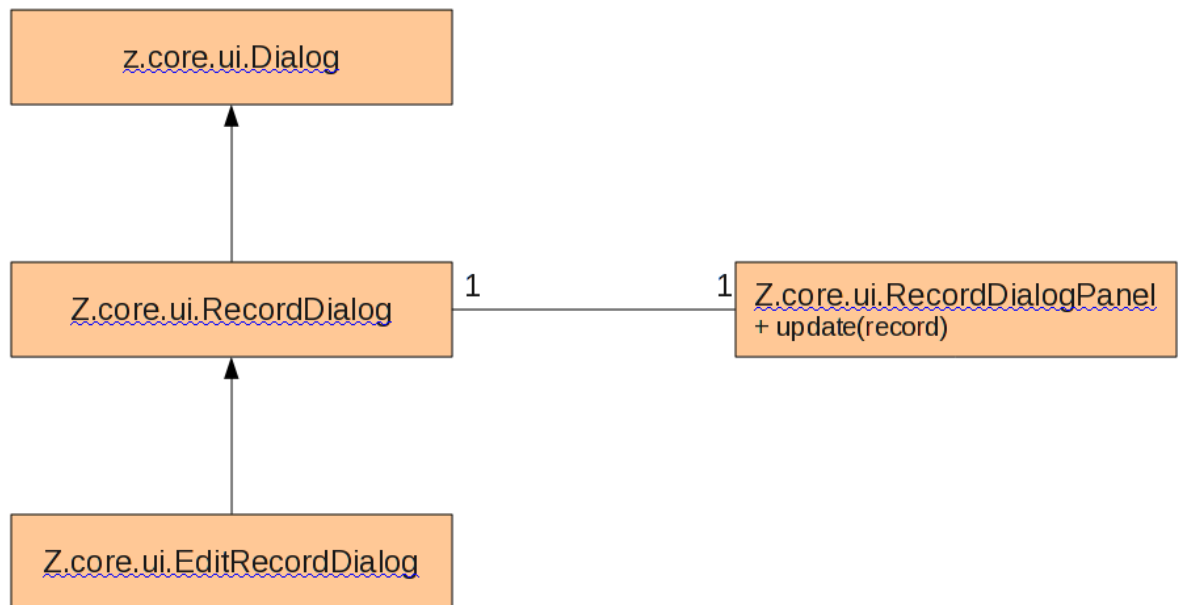 z.core.ui.Dialog
Z.core.ui.RecordDialog
1
1
Z.core.ui.RecordDialogPanel
+ update(record)
Z.core.ui.EditRecordDialog